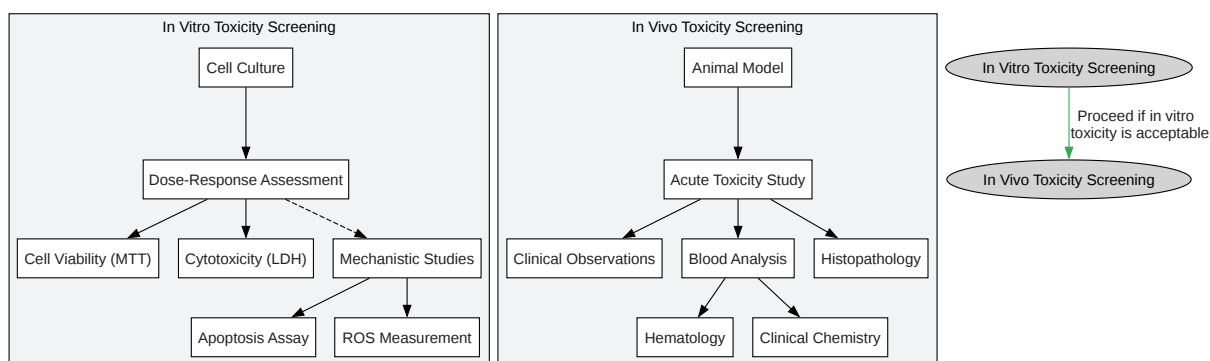 In Vitro Toxicity Screening
Cell Culture
Dose-Response Assessment
Cell Viability (MTT)
Cytotoxicity (LDH)
Mechanistic Studies
Apoptosis Assay
ROS Measurement
In Vivo Toxicity Screening
Animal Model
Acute Toxicity Study
Clinical Observations
Blood Analysis
Histopathology
Hematology
Clinical Chemistry
In Vitro Toxicity Screening
Proceed if in vitro
toxicity is acceptable
In Vivo Toxicity Screening